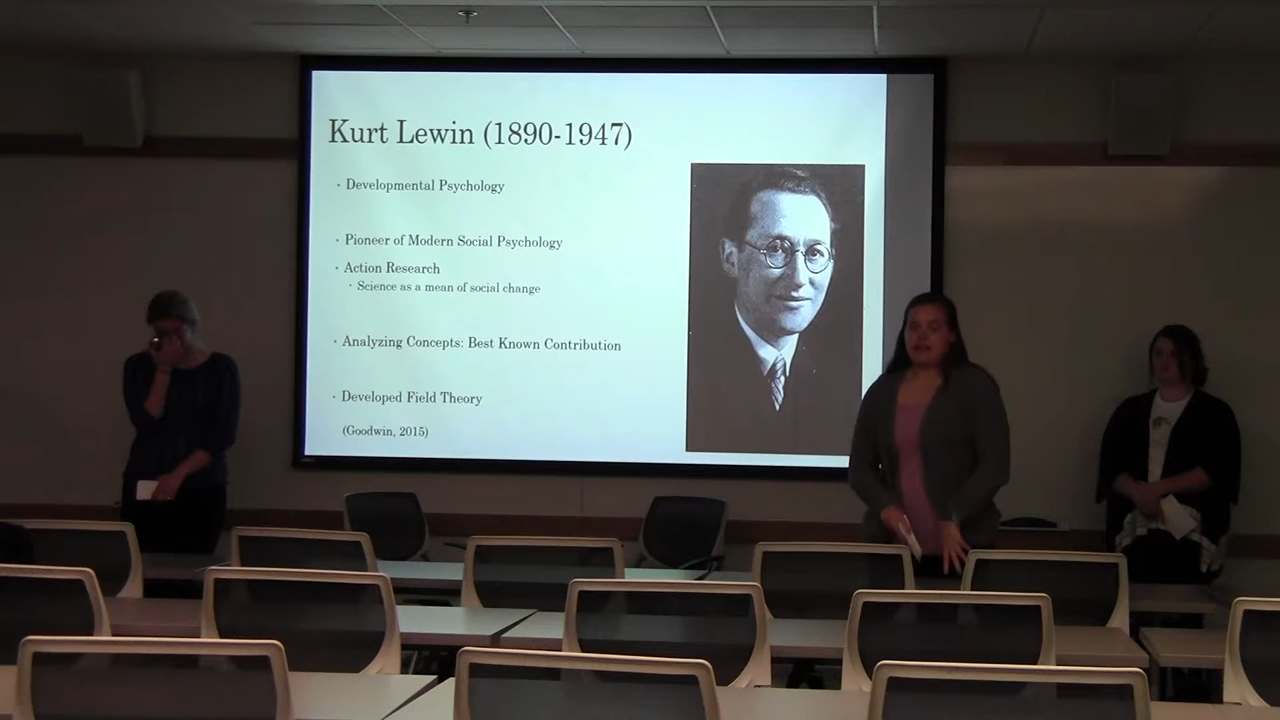 Kurt Lewin (1890-1947)
· Developmental Psychology
· Pioneer of Modern Social Psychology
· Action Research
· Science as a mean of social change
· Analyzing Concepts: Best Known Contribution
· Developed Field Theory
(Goodwin, 2015)